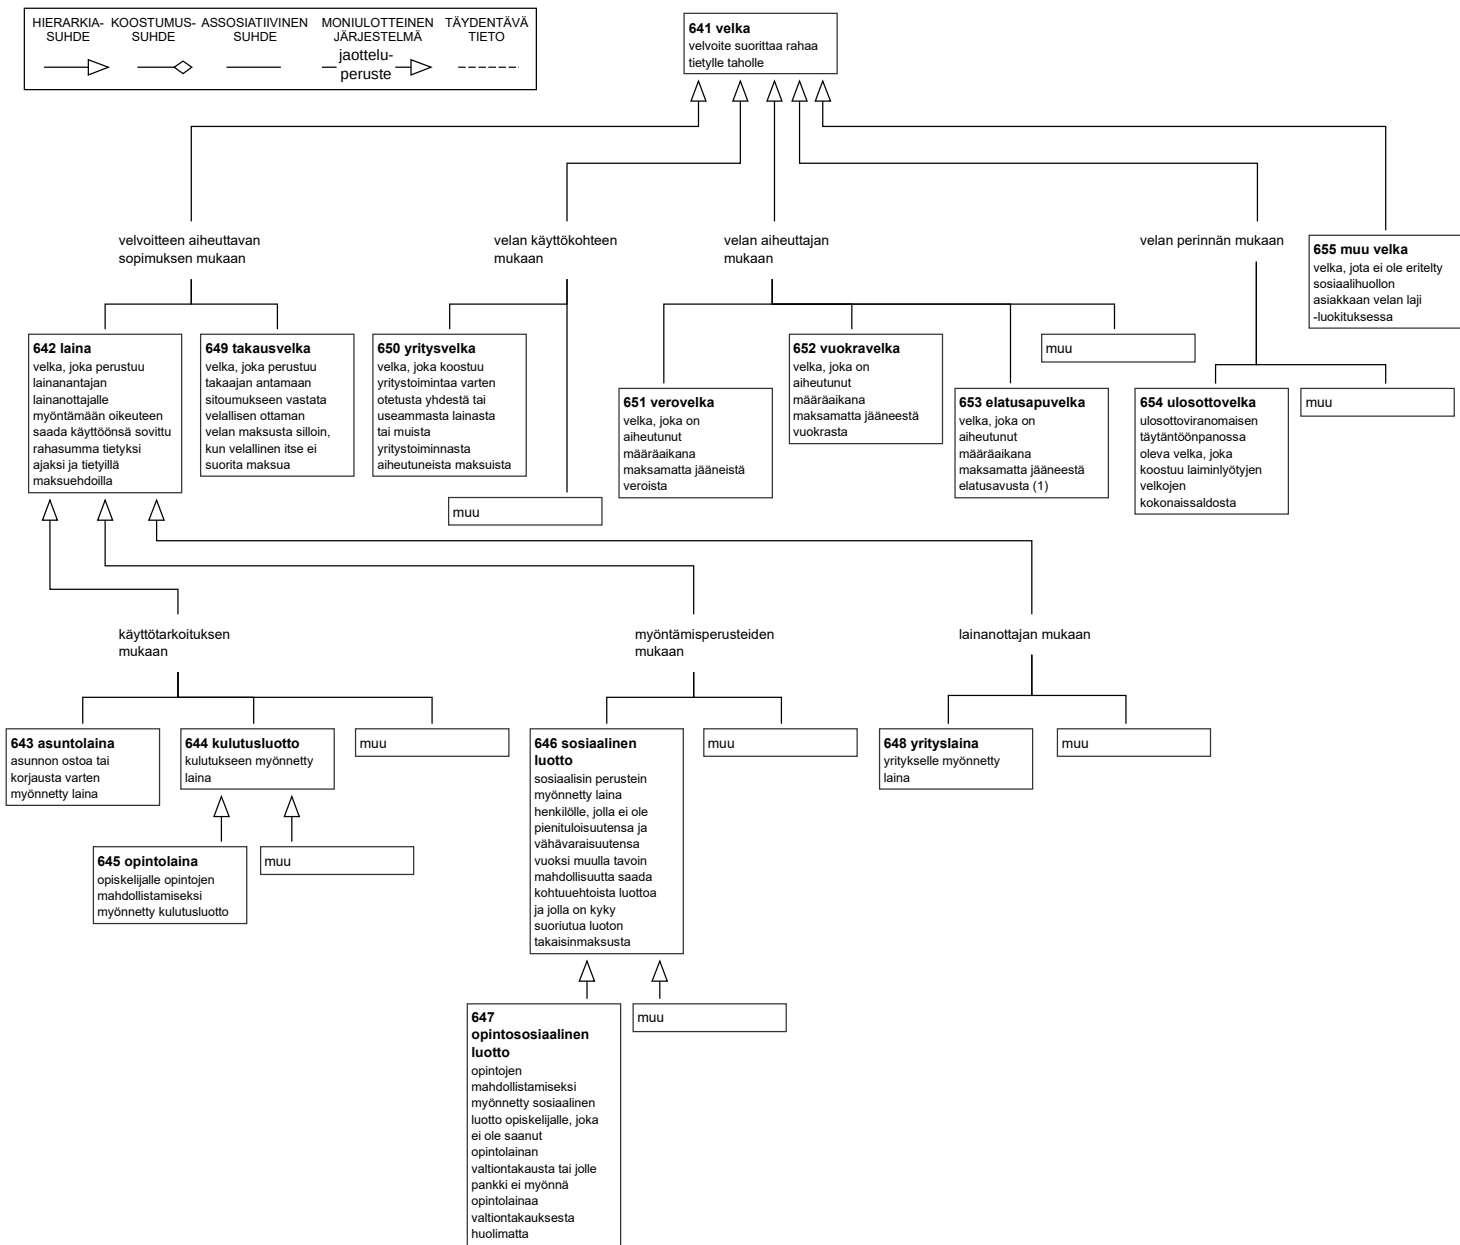 HIERARKIA-
SUHDE
KOOSTUMUS-
SUHDE
ASSOSIATIIVINEN
SUHDE
MONIULOTTEINEN
JÄRJESTELMÄ
jaottelu-
peruste
TÄYDENTÄVÄ
TIETO
641 velka
velvoite suorittaa rahaa
tietylle taholle
velvoitteen aiheuttavan
sopimuksen mukaan
velan käyttökohteen
mukaan
velan aiheuttajan
mukaan
velan perinnän mukaan
655 muu velka
velka, jota ei ole eritelty
sosiaalihuollon
asiakkaan velan laji
-luokituksessa
642 laina
velka, joka perustuu
lainanantajan
lainanottajalle
myöntämään oikeuteen
saada käyttöönsä sovittu
rahasumma tietyksi
ajaksi ja tietyillä
maksuehdoilla
649 takausvelka
velka, joka perustuu
takaajan antamaan
sitoumukseen vastata
velallisen ottaman
velan maksusta silloin,
kun velallinen itse ei
suorita maksua
650 yritysvelka
velka, joka koostuu
yritystoimintaa varten
otetusta yhdestä tai
useammasta lainasta
tai muista
yritystoiminnasta
aiheutuneista maksuista
muu
651 verovelka
velka, joka on
aiheutunut
määräaikana
maksamatta jääneistä
veroista
652 vuokravelka
velka, joka on
aiheutunut
määräaikana
maksamatta jääneestä
vuokrasta
653 elatusapuvelka
velka, joka on
aiheutunut
määräaikana
maksamatta jääneestä
elatusavusta (1)
muu
654 ulosottovelka
ulosottoviranomaisen
täytäntöönpanossa
oleva velka, joka
koostuu laiminlyötyjen
velkojen
kokonaissaldosta
muu
käyttötarkoituksen
mukaan
myöntämisperusteiden
mukaan
lainanottajan mukaan
643 asuntolaina
asunnon ostoa tai
korjausta varten
myönnetty laina
644 kulutusluotto
kulutukseen myönnetty
laina
muu
646 sosiaalinen
luotto
sosiaalisin perustein
myönnetty laina
henkilölle, jolla ei ole
pienituloisuutensa ja
vähävaraisuutensa
vuoksi muulla tavoin
mahdollisuutta saada
kohtuuehtoista luottoa
ja jolla on kyky
suoriutua luoton
takaisinmaksusta
muu
648 yrityslaina
yritykselle myönnetty
laina
muu
645 opintolaina
opiskelijalle opintojen
mahdollistamiseksi
myönnetty kulutusluotto
muu
647
opintososiaalinen
luotto
opintojen
mahdollistamiseksi
myönnetty sosiaalinen
luotto opiskelijalle, joka
ei ole saanut
opintolainan
valtiontakausta tai jolle
pankki ei myönnä
opintolainaa
valtiontakauksesta
huolimatta
muu